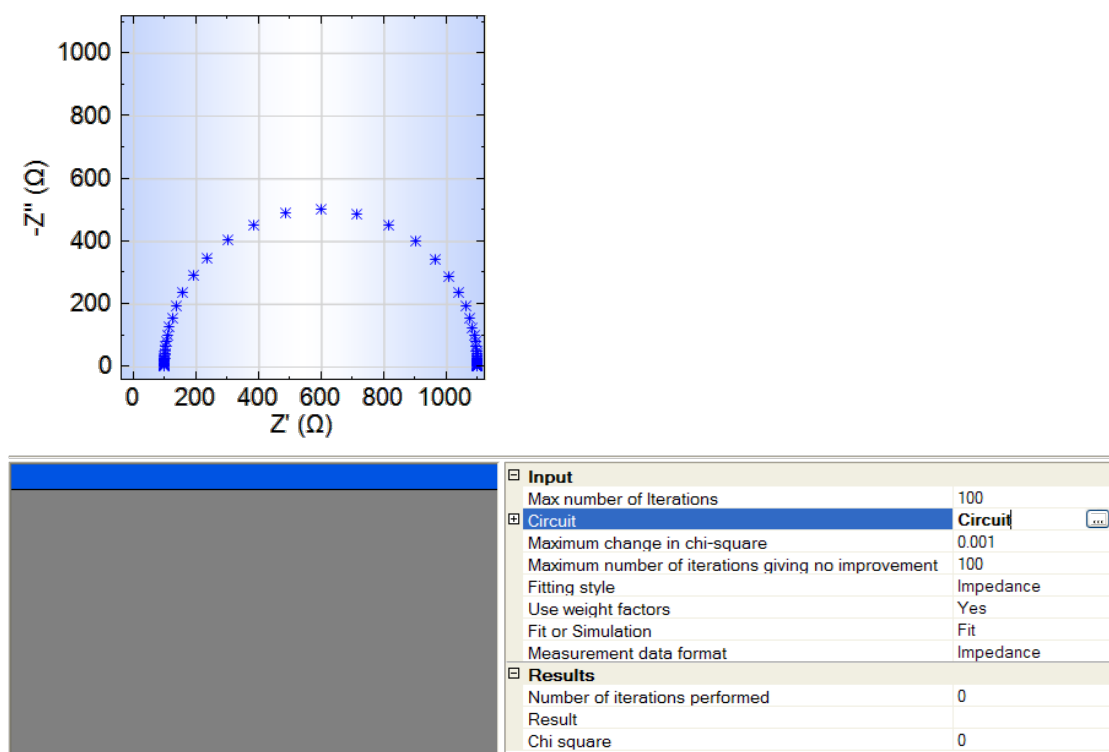 1000
800
600
400
200
0
-Z'' (Ω)
0 200 400 600 800 1000
Z' (Ω)
Input
Max number of Iterations 100
Circuit Circuit ...
Maximum change in chi-square 0.001
Maximum number of iterations giving no improvement 100
Fitting style Impedance
Use weight factors Yes
Fit or Simulation Fit
Measurement data format Impedance
Results
Number of iterations performed 0
Result
Chi square 0